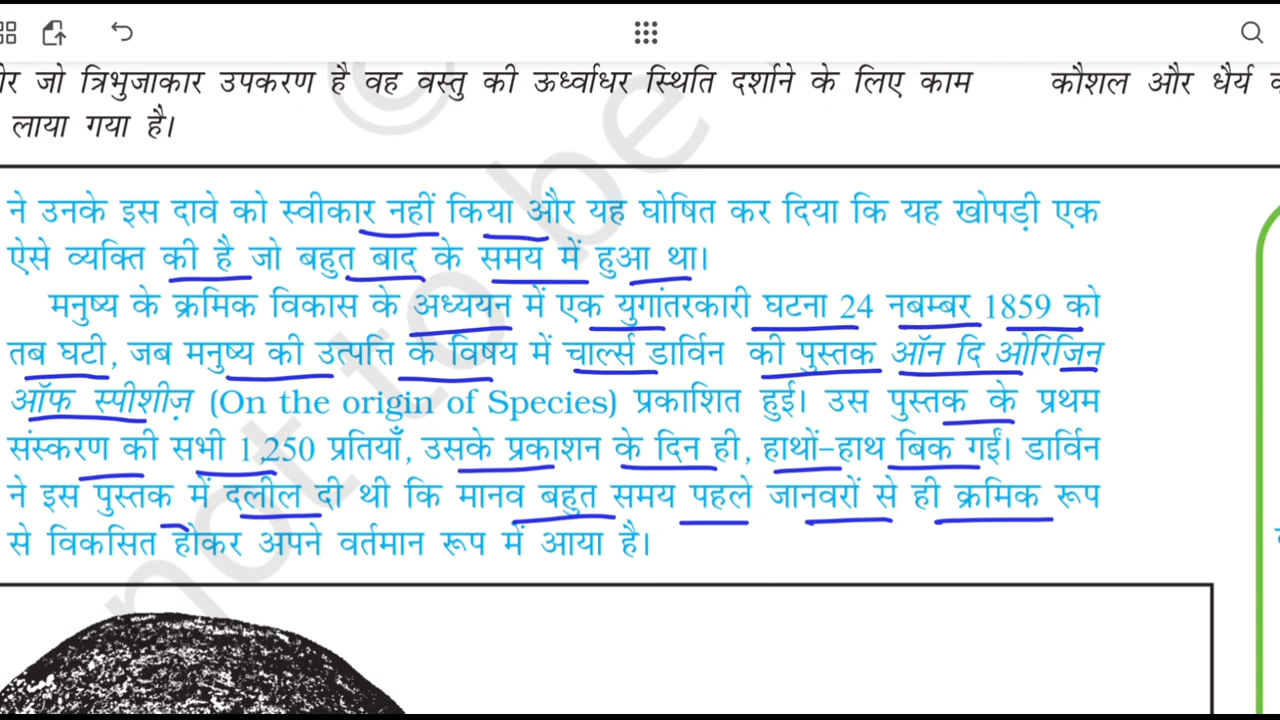 र जो त्रिभुजाकार उपकरण है वह वस्तु की ऊर्ध्वाधर स्थिति दर्शाने के लिए काम
लाया गया है।
कौशल और धैर्य
ने उनके इस दावे को स्वीकार नहीं किया और यह घोषित कर दिया कि यह खोपड़ी एक
ऐसे व्यक्ति की है जो बहुत बाद के समय में हुआ था।
मनुष्य के क्रमिक विकास के अध्ययन में एक युगांतरकारी घटना 24 नबम्बर 1859 को
तब घटी, जब मनुष्य की उत्पत्ति के विषय में चार्ल्स डार्विन की पुस्तक ऑन दि ओरिजिन
ऑफ स्पीशीज़ (On the origin of Species) प्रकाशित हुई। उस पुस्तक के प्रथम
संस्करण की सभी 1,250 प्रतियाँ, उसके प्रकाशन के दिन ही, हाथों-हाथ बिक गईं। डार्विन
ने इस पुस्तक में दलील दी थी कि मानव बहुत समय पहले जानवरों से ही क्रमिक रूप
से विकसित होकर अपने वर्तमान रूप में आया है।
©
not to be